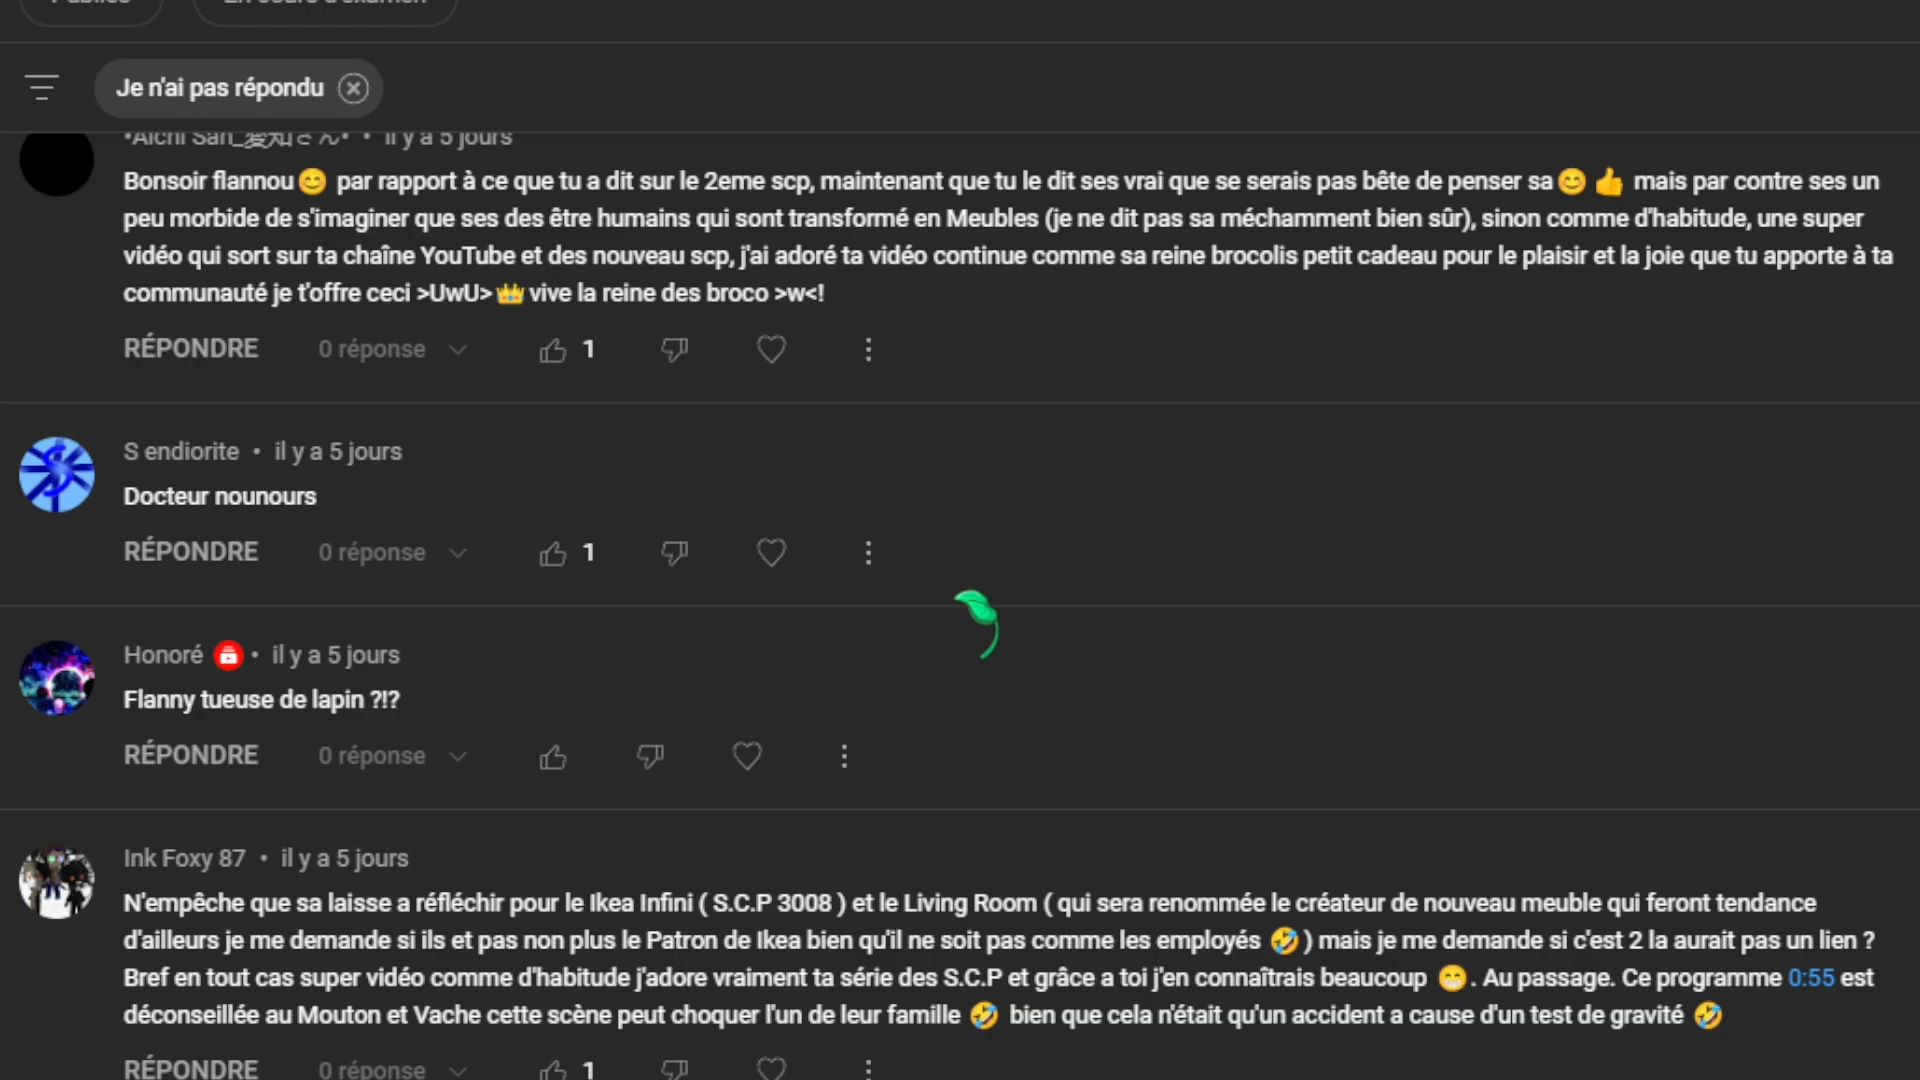 Je n'ai pas répondu
•Aichi San_愛知さん• • il y a 5 jours
Bonsoir flannou😊 par rapport à ce que tu a dit sur le 2eme scp, maintenant que tu le dit ses vrai que se serais pas bête de penser sa😊 👍 mais par contre ses un
peu morbide de s'imaginer que ses des être humains qui sont transformé en Meubles (je ne dit pas sa méchamment bien sûr), sinon comme d'habitude, une super
vidéo qui sort sur ta chaîne YouTube et des nouveau scp, j'ai adoré ta vidéo continue comme sa reine brocolis petit cadeau pour le plaisir et la joie que tu apporte à ta
communauté je t'offre ceci >UwU>👑 vive la reine des broco >w<!
RÉPONDRE 0 réponse 1
S endiorite • il y a 5 jours
Docteur nounours
RÉPONDRE 0 réponse 1
Honoré • il y a 5 jours
Flanny tueuse de lapin ?!?
RÉPONDRE 0 réponse
Ink Foxy 87 • il y a 5 jours
N'empêche que sa laisse a réfléchir pour le Ikea Infini ( S.C.P 3008 ) et le Living Room ( qui sera renommée le créateur de nouveau meuble qui feront tendance
d'ailleurs je me demande si ils et pas non plus le Patron de Ikea bien qu'il ne soit pas comme les employés 🤣 ) mais je me demande si c'est 2 la aurait pas un lien ?
Bref en tout cas super vidéo comme d'habitude j'adore vraiment ta série des S.C.P et grâce a toi j'en connaîtrais beaucoup 😁. Au passage. Ce programme 0:55 est
déconseillée au Mouton et Vache cette scène peut choquer l'un de leur famille 🤣 bien que cela n'était qu'un accident a cause d'un test de gravité 🤣
RÉPONDRE 0 réponse 1